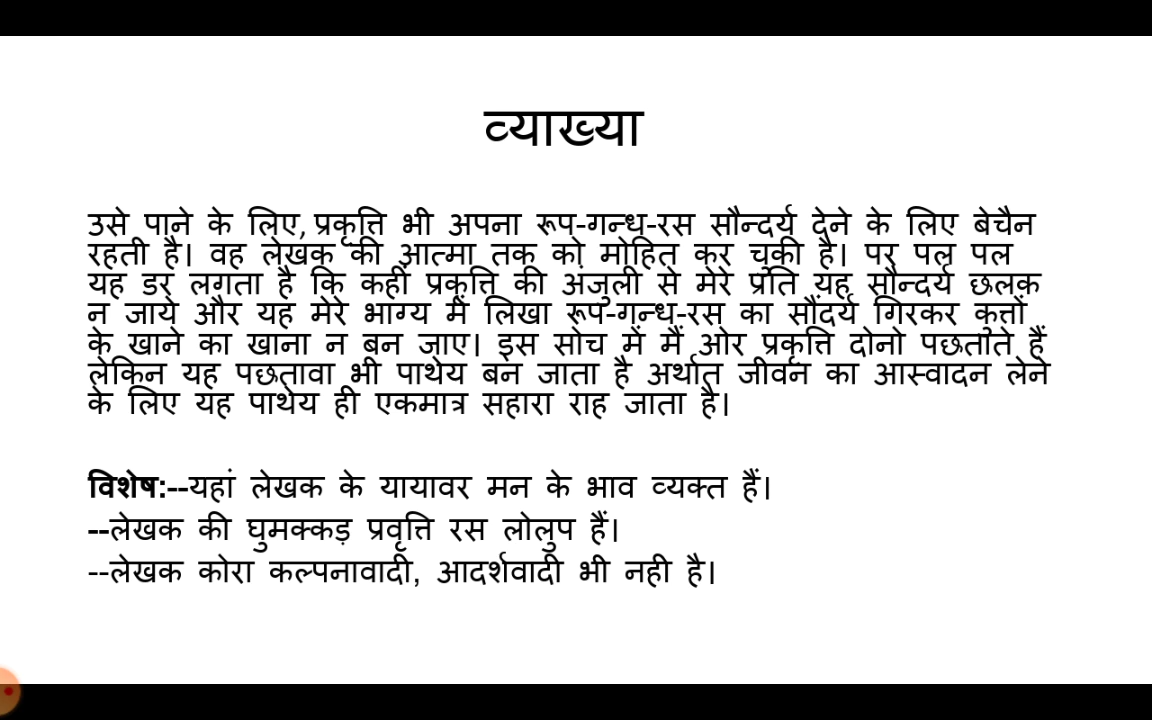 व्याख्या
उसे पाने के लिए, प्रकृत्ति भी अपना रूप-गन्ध-रस सौन्दर्य देने के लिए बेचैन
रहती है। वह लेखक की आत्मा तक को मोहित कर चुकी है। पर पल पल
यह डर लगता है कि कहीं प्रकृत्ति की अंजुली से मेरे प्रति यह सौन्दर्य छलक
न जाये और यह मेरे भाग्य में लिखा रूप-गन्ध-रस का सौंदर्य गिरकर कुत्तों
के खाने का खाना न बन जाए। इस सोच में मैं ओर प्रकृत्ति दोनो पछताते हैं
लेकिन यह पछतावा भी पाथेय बन जाता है अर्थात जीवन का आस्वादन लेने
के लिए यह पाथेय ही एकमात्र सहारा राह जाता है।
विशेष:--यहां लेखक के यायावर मन के भाव व्यक्त हैं।
--लेखक की घुमक्कड़ प्रवृत्ति रस लोलुप हैं।
--लेखक कोरा कल्पनावादी, आदर्शवादी भी नही है।